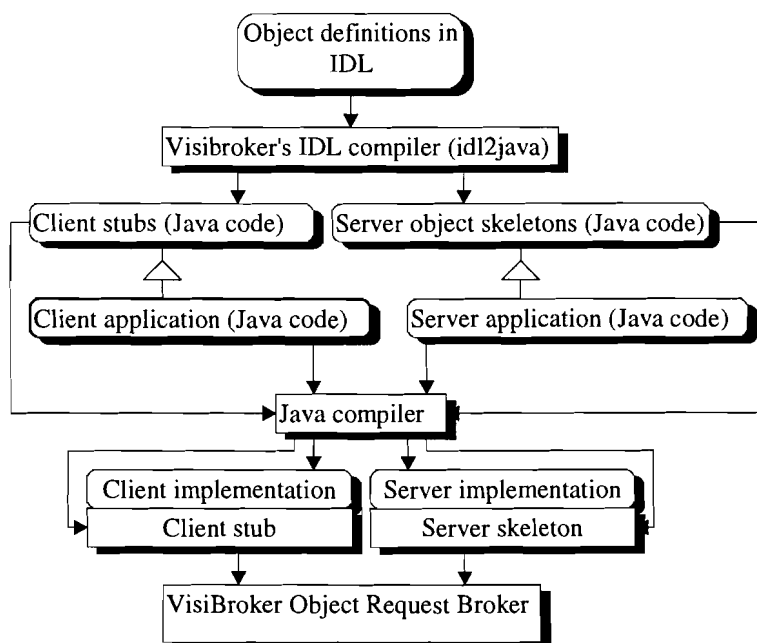 Object definitions in
IDL
Visibroker's IDL compiler (idl2java)
Client stubs (Java code)
Server object skeletons (Java code)
Client application (Java code)
Server application (Java code)
Java compiler
Client implementation
Server implementation
Client stub
Server skeleton
VisiBroker Object Request Broker